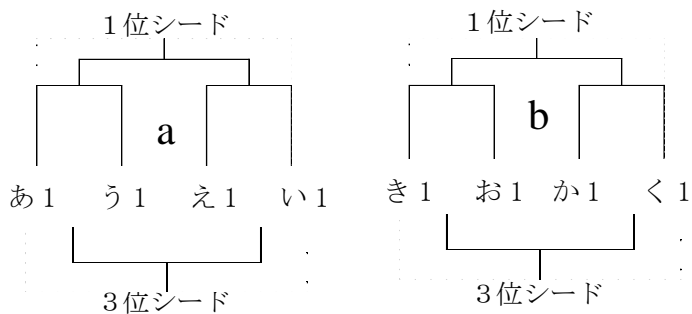 １位シード
１位シード
a
b
あ１ う１ え１ い１
き１ お１ か１ く１
３位シード
３位シード